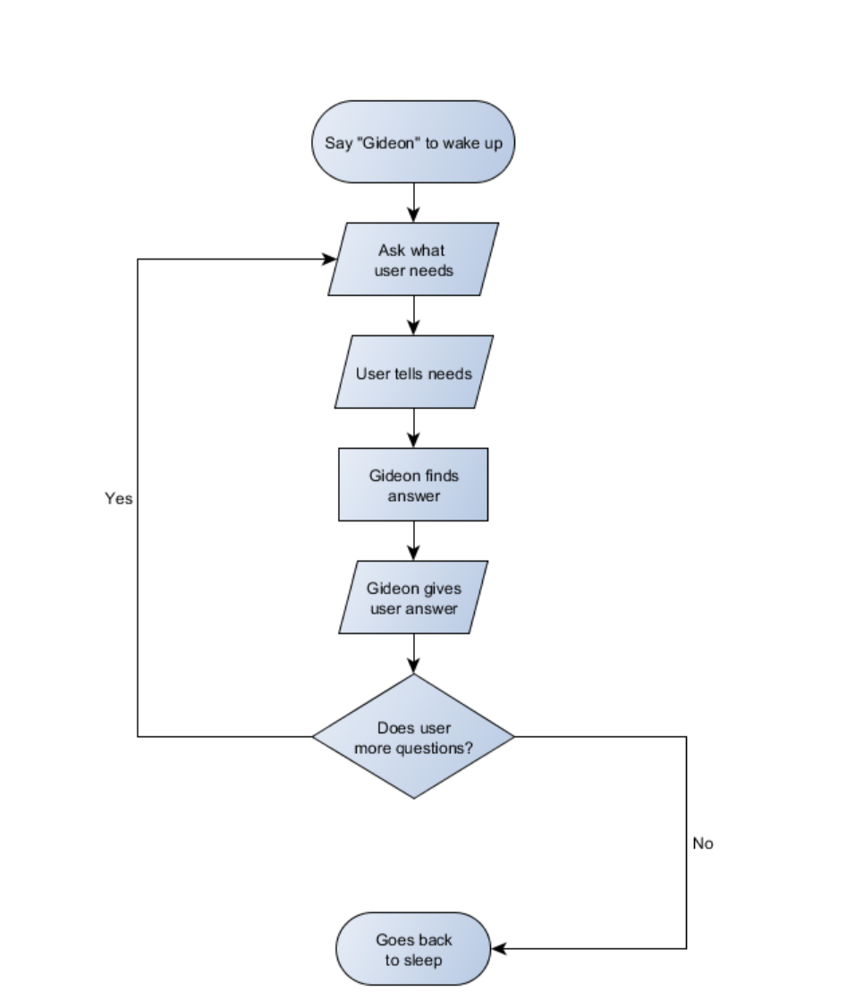 Say "Gideon" to wake up
Ask what
user needs
User tells needs
Gideon finds
answer
Yes
Gideon gives
user answer
Does user
more questions?
No
Goes back
to sleep